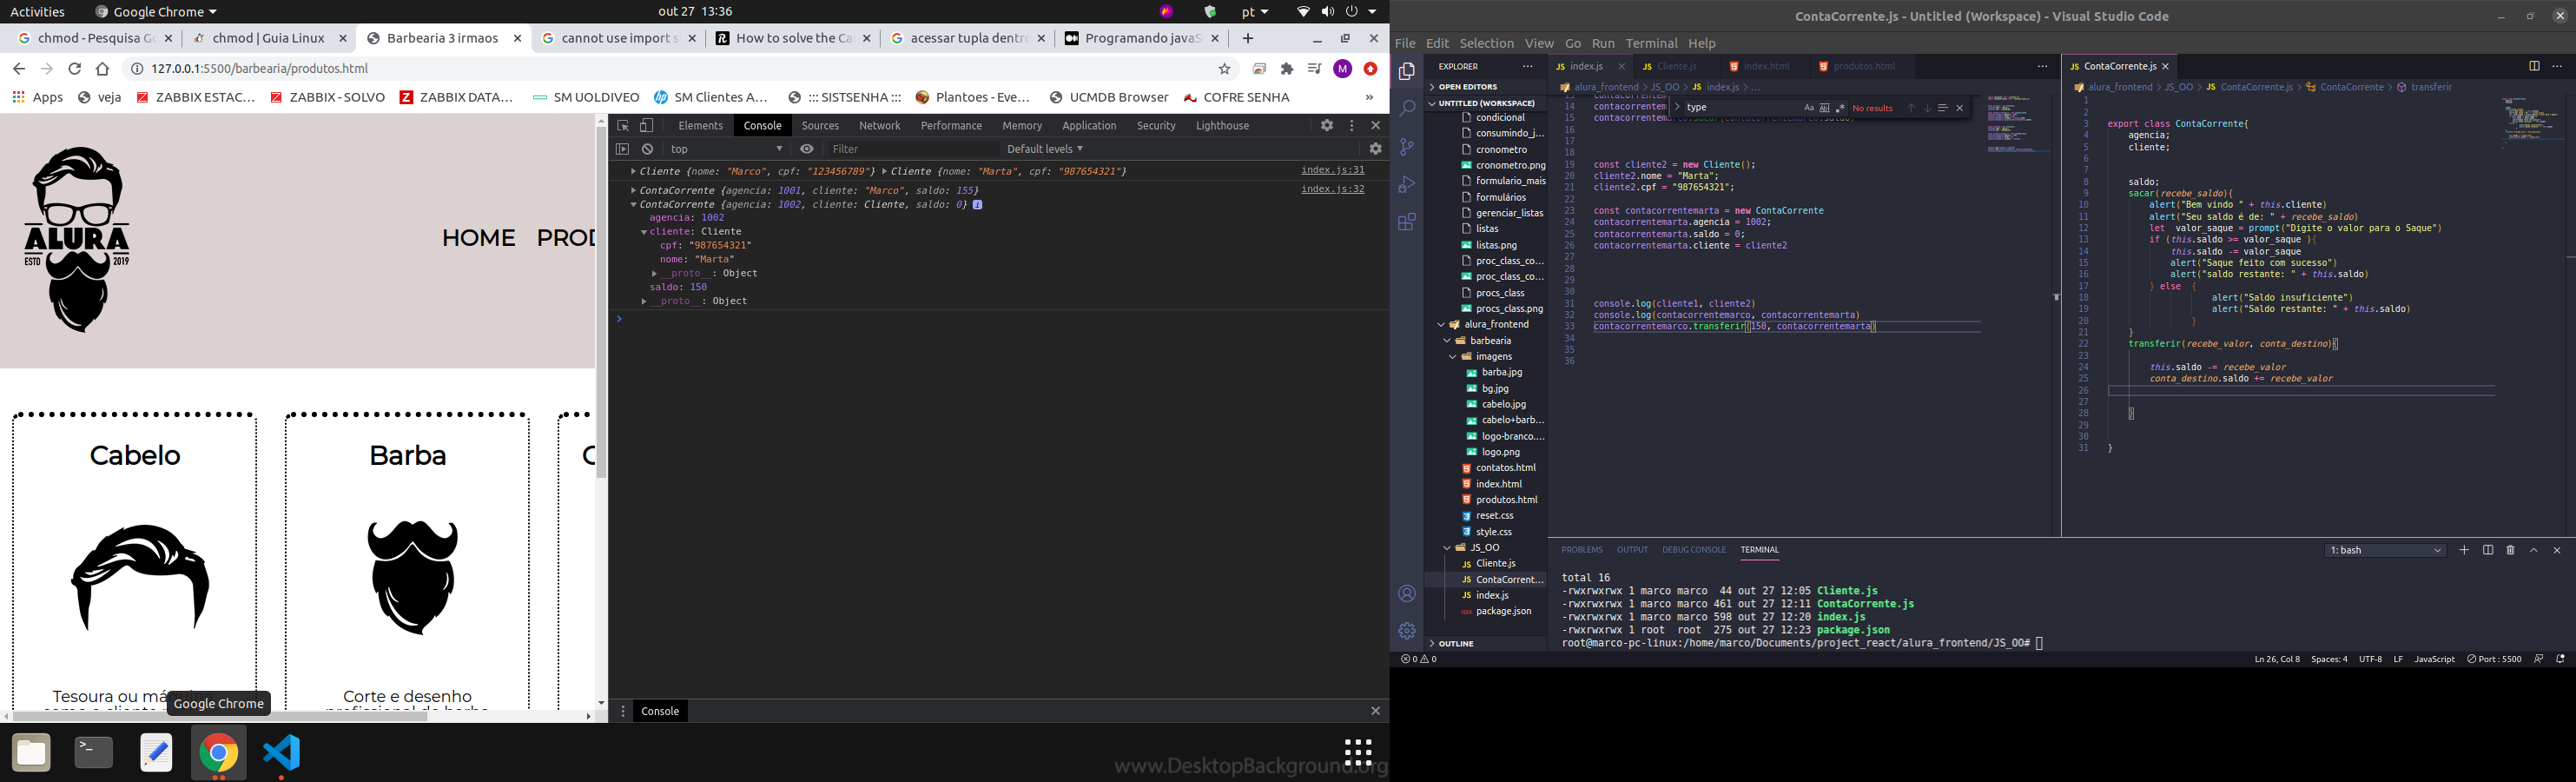 Activities
Google Chrome
out 27 13:36
pt
chmod - Pesquisa Go
chmod | Guia Linux
Barbearia 3 irmaos
cannot use import s
How to solve the Ca
acessar tupla dentro
Programando javaS
127.0.0.1:5500/barbearia/produtos.html
M
Apps
veja
ZABBIX ESTAC...
ZABBIX - SOLVO
ZABBIX DATA...
SM UOLDIVEO
SM Clientes A...
::: SISTSENHA :::
Plantoes - Eve...
UCMDB Browser
COFRE SENHA
»
ALURA
ESTD
2019
HOME
PROD
Cabelo
Barba
Tesoura ou má
Corte e desenho
Google Chrome
Elements
Console
Sources
Network
Performance
Memory
Application
Security
Lighthouse
top
Filter
Default levels
Cliente {nome: "Marco", cpf: "123456789"} Cliente {nome: "Marta", cpf: "987654321"}
index.js:31
ContaCorrente {agencia: 1001, cliente: "Marco", saldo: 155}
index.js:32
ContaCorrente {agencia: 1002, cliente: Cliente, saldo: 0}
agencia: 1002
cliente: Cliente
cpf: "987654321"
nome: "Marta"
__proto__: Object
saldo: 150
__proto__: Object
Console
www.DesktopBackground.org
ContaCorrente.js - Untitled (Workspace) - Visual Studio Code
File Edit Selection View Go Run Terminal Help
EXPLORER
OPEN EDITORS
UNTITLED (WORKSPACE)
condicional
consumindo_j...
cronometro
cronometro.png
formulario_mais
formulários
gerenciar_listas
listas
listas.png
proc_class_co...
proc_class_co...
procs_class
procs_class.png
alura_frontend
barbearia
imagens
barba.jpg
bg.jpg
cabelo.jpg
cabelo+barb...
logo-branco....
logo.png
contatos.html
index.html
produtos.html
reset.css
style.css
JS_OO
Cliente.js
ContaCorrent...
index.js
package.json
OUTLINE
index.js
Cliente.js
index.html
produtos.html
alura_frontend > JS_OO > index.js > ...
type
No results
14 contacorrentem
15
16
17
18
19 const cliente2 = new Cliente();
20 cliente2.nome = "Marta";
21 cliente2.cpf = "987654321";
22
23 const contacorrentemarta = new ContaCorrente
24 contacorrentemarta.agencia = 1002;
25 contacorrentemarta.saldo = 0;
26 contacorrentemarta.cliente = cliente2
27
28
29
30
31 console.log(cliente1, cliente2)
32 console.log(contacorrentemarco, contacorrentemarta)
33 contacorrentemarco.transferir(150, contacorrentemarta)
34
35
36
ContaCorrente.js
alura_frontend > JS_OO > ContaCorrente.js > ContaCorrente > transferir
1
2
3 export class ContaCorrente{
4 agencia;
5 cliente;
6
7
8 saldo;
9 sacar(recebe_saldo){
10 alert("Bem vindo " + this.cliente)
11 alert("Seu saldo é de: " + recebe_saldo)
12 let valor_saque = prompt("Digite o valor para o Saque")
13 if (this.saldo >= valor_saque ){
14 this.saldo -= valor_saque
15 alert("Saque feito com sucesso")
16 alert("saldo restante: " + this.saldo)
17 } else {
18 alert("Saldo insuficiente")
19 alert("Saldo restante: " + this.saldo)
20 }
21 }
22 transferir(recebe_valor, conta_destino){
23
24 this.saldo -= recebe_valor
25 conta_destino.saldo += recebe_valor
26
27
28 }
29
30
31 }
PROBLEMS
OUTPUT
DEBUG CONSOLE
TERMINAL
1: bash
total 16
-rwxrwxrwx 1 marco marco 44 out 27 12:05 Cliente.js
-rwxrwxrwx 1 marco marco 461 out 27 12:11 ContaCorrente.js
-rwxrwxrwx 1 marco marco 598 out 27 12:20 index.js
-rwxrwxrwx 1 root root 275 out 27 12:23 package.json
root@marco-pc-linux:/home/marco/Documents/project_react/alura_frontend/JS_OO#
0 0
Ln 26, Col 8
Spaces: 4
UTF-8
LF
JavaScript
Port : 5500